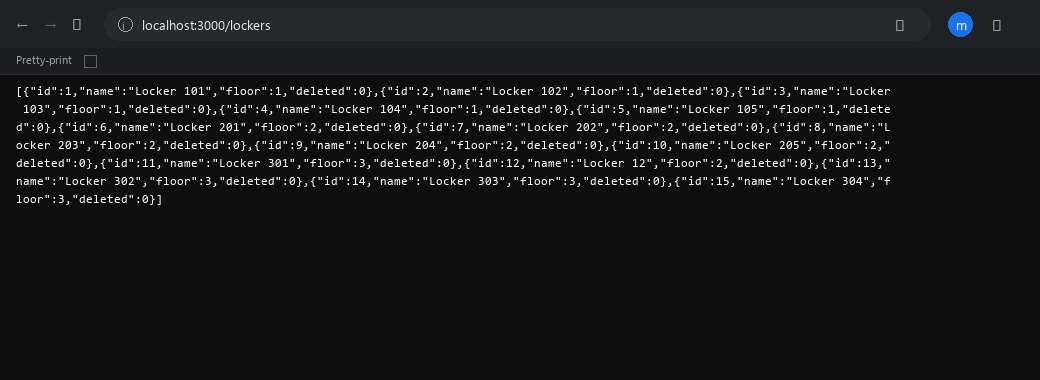 localhost:3000/lockers
m
Pretty-print
[{"id":1,"name":"Locker 101","floor":1,"deleted":0},{"id":2,"name":"Locker 102","floor":1,"deleted":0},{"id":3,"name":"Locker
103","floor":1,"deleted":0},{"id":4,"name":"Locker 104","floor":1,"deleted":0},{"id":5,"name":"Locker 105","floor":1,"delete
d":0},{"id":6,"name":"Locker 201","floor":2,"deleted":0},{"id":7,"name":"Locker 202","floor":2,"deleted":0},{"id":8,"name":"L
ocker 203","floor":2,"deleted":0},{"id":9,"name":"Locker 204","floor":2,"deleted":0},{"id":10,"name":"Locker 205","floor":2,"
deleted":0},{"id":11,"name":"Locker 301","floor":3,"deleted":0},{"id":12,"name":"Locker 12","floor":2,"deleted":0},{"id":13,"
name":"Locker 302","floor":3,"deleted":0},{"id":14,"name":"Locker 303","floor":3,"deleted":0},{"id":15,"name":"Locker 304","f
loor":3,"deleted":0}]